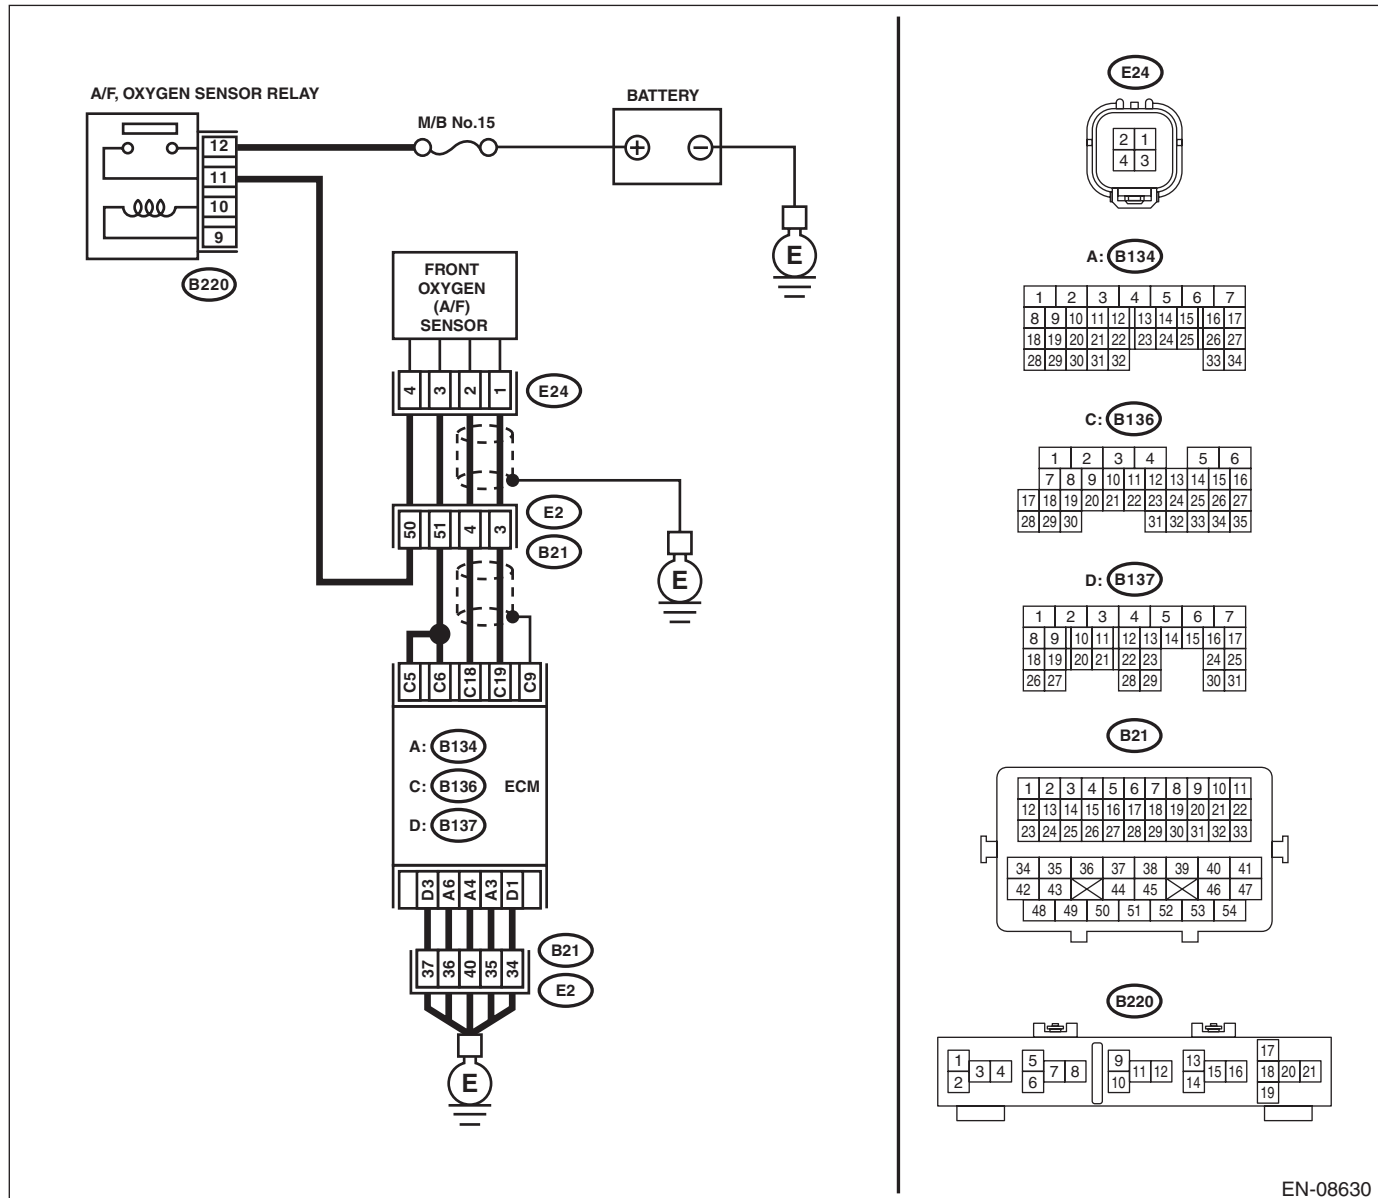 A/F, OXYGEN SENSOR RELAY
BATTERY
M/B No.15
12
11
10
9
B220
+
−
E
FRONT
OXYGEN
(A/F)
SENSOR
4 3 2 1
E24
50 51 4 3
E2
B21
E
C5 C6 C18 C19 C9
A: B134
C: B136 ECM
D: B137
D3 A6 A4 A3 D1
37 36 40 35 34
B21
E2
E
E24
2 1
4 3
A: B134
1 2 3 4 5 6 7
8 9 10 11 12 13 14 15 16 17
18 19 20 21 22 23 24 25 26 27
28 29 30 31 32 33 34
C: B136
1 2 3 4 5 6
7 8 9 10 11 12 13 14 15 16
17 18 19 20 21 22 23 24 25 26 27
28 29 30 31 32 33 34 35
D: B137
1 2 3 4 5 6 7
8 9 10 11 12 13 14 15 16 17
18 19 20 21 22 23 24 25
26 27 28 29 30 31
B21
1 2 3 4 5 6 7 8 9 10 11
12 13 14 15 16 17 18 19 20 21 22
23 24 25 26 27 28 29 30 31 32 33
34 35 36 37 38 39 40 41
42 43 44 45 46 47
48 49 50 51 52 53 54
B220
1 2 3 4
5 6 7 8
9 10 11 12
13 14 15 16
17 18 19 20 21
EN-08630